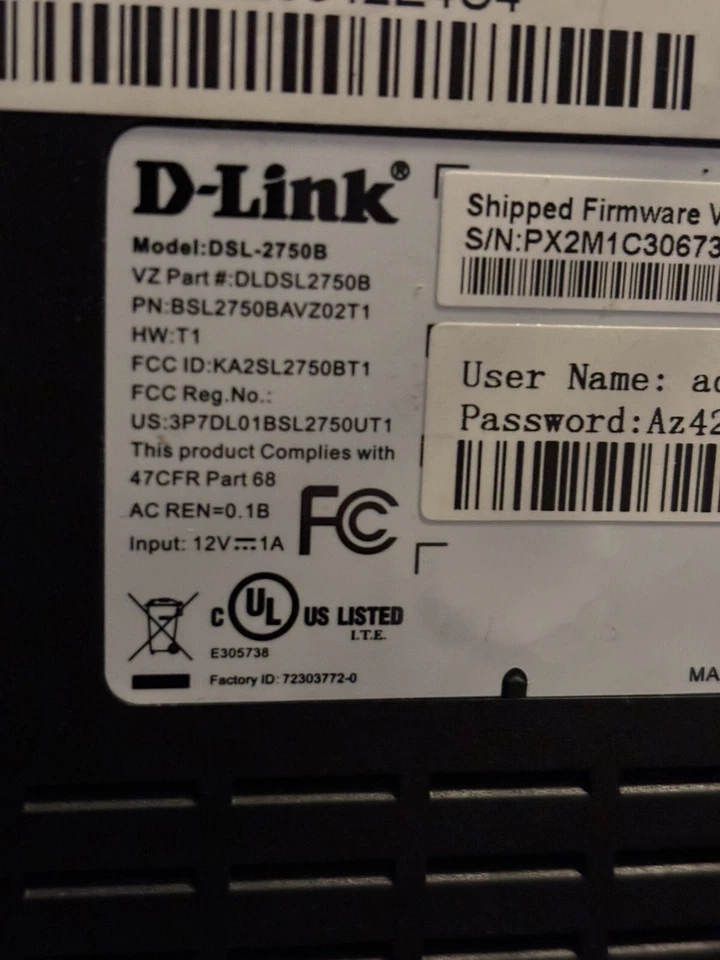 D-Link®
Model:DSL-2750B
VZ Part #:DLDSL2750B
PN:BSL2750BAVZ02T1
HW:T1
FCC ID:KA2SL2750BT1
FCC Reg.No.:
US:3P7DL01BSL2750UT1
This product Complies with
47CFR Part 68
AC REN=0.1B
Input: 12V⎓1A
FC
C UL US LISTED
I.T.E.
E305738
Factory ID: 72303772-0
Shipped Firmware V
S/N:PX2M1C30673
User Name: ad
Password:Az42
MA